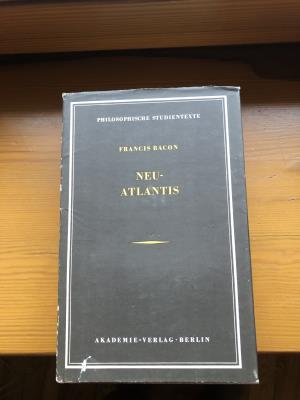 PHILOSOPHISCHE STUDIENTEXTE
FRANCIS BACON
NEU-
ATLANTIS
AKADEMIE-VERLAG·BERLIN